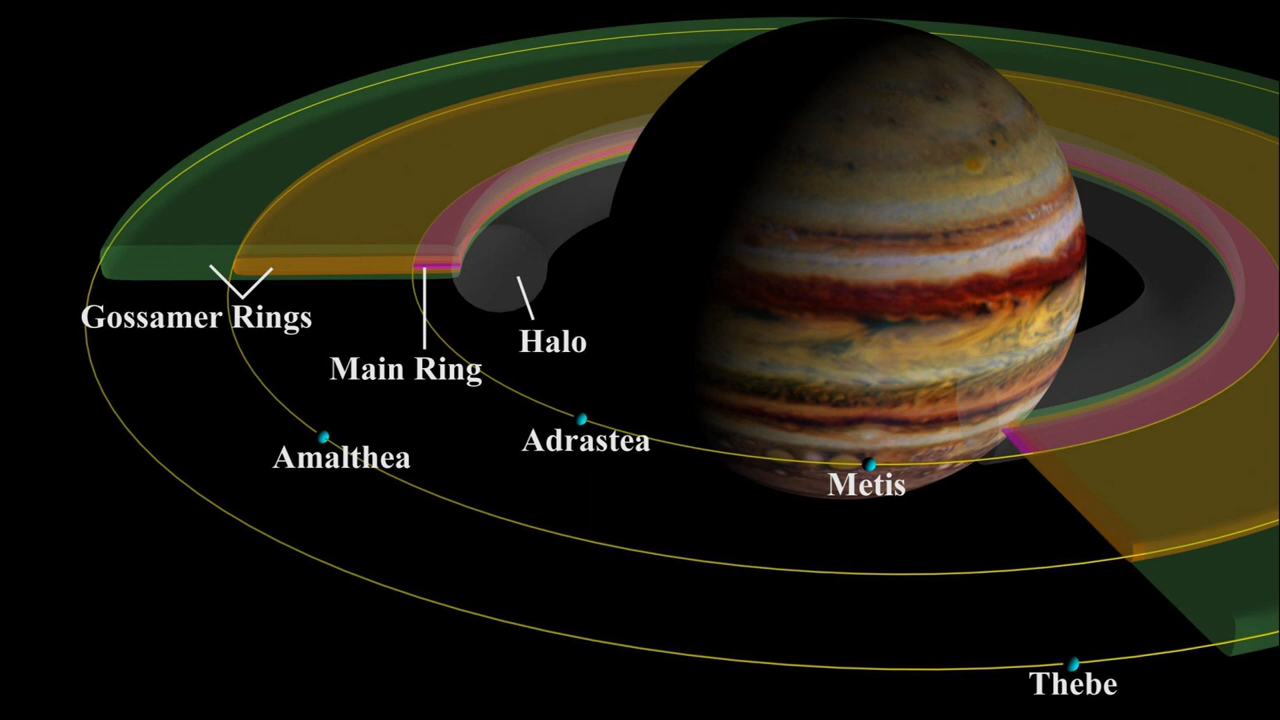 Gossamer Rings
Halo
Main Ring
Adrastea
Amalthea
Metis
Thebe